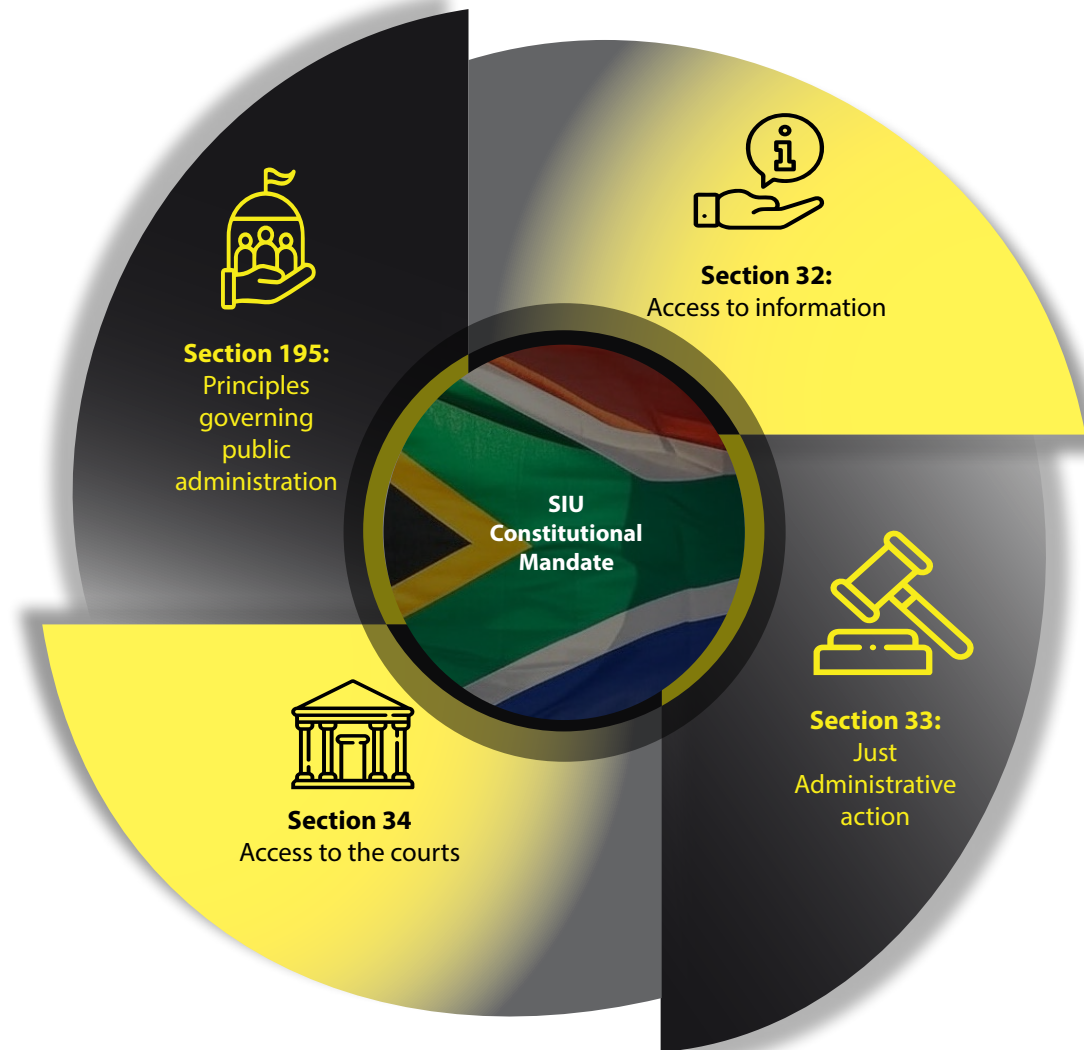 Section 32:
Access to information
Section 195:
Principles
governing
public
administration
SIU
Constitutional
Mandate
Section 33:
Just
Administrative
action
Section 34
Access to the courts